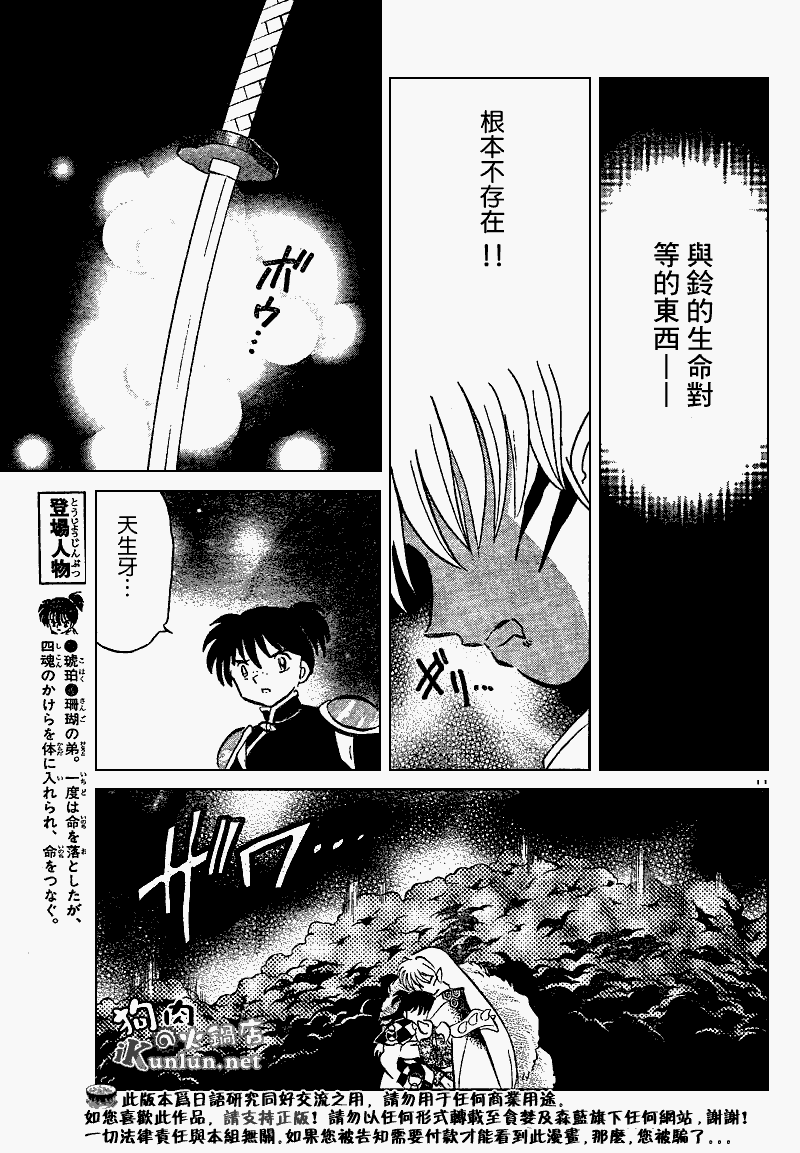 與鈴的生命對
等的東西——
根本不存在!!
ク…
ボウ…
天生牙…
登場人物
とうじょうじんぶつ
●琥珀●珊瑚の弟。一度は命を落としたが、
四魂のかけらを体に入れられ、命をつなぐ。
ザワ…
11
狗肉の火鍋店
iKunlun.net
此版本爲日語研究同好交流之用，請勿用于任何商業用途。
如您喜歡此作品，請支持正版！請勿以任何形式轉載至貪婪及森藍旗下任何網站，謝謝！
一切法律責任與本組無關，如果您被告知需要付款才能看到此漫畫，那麽，您被騙了...